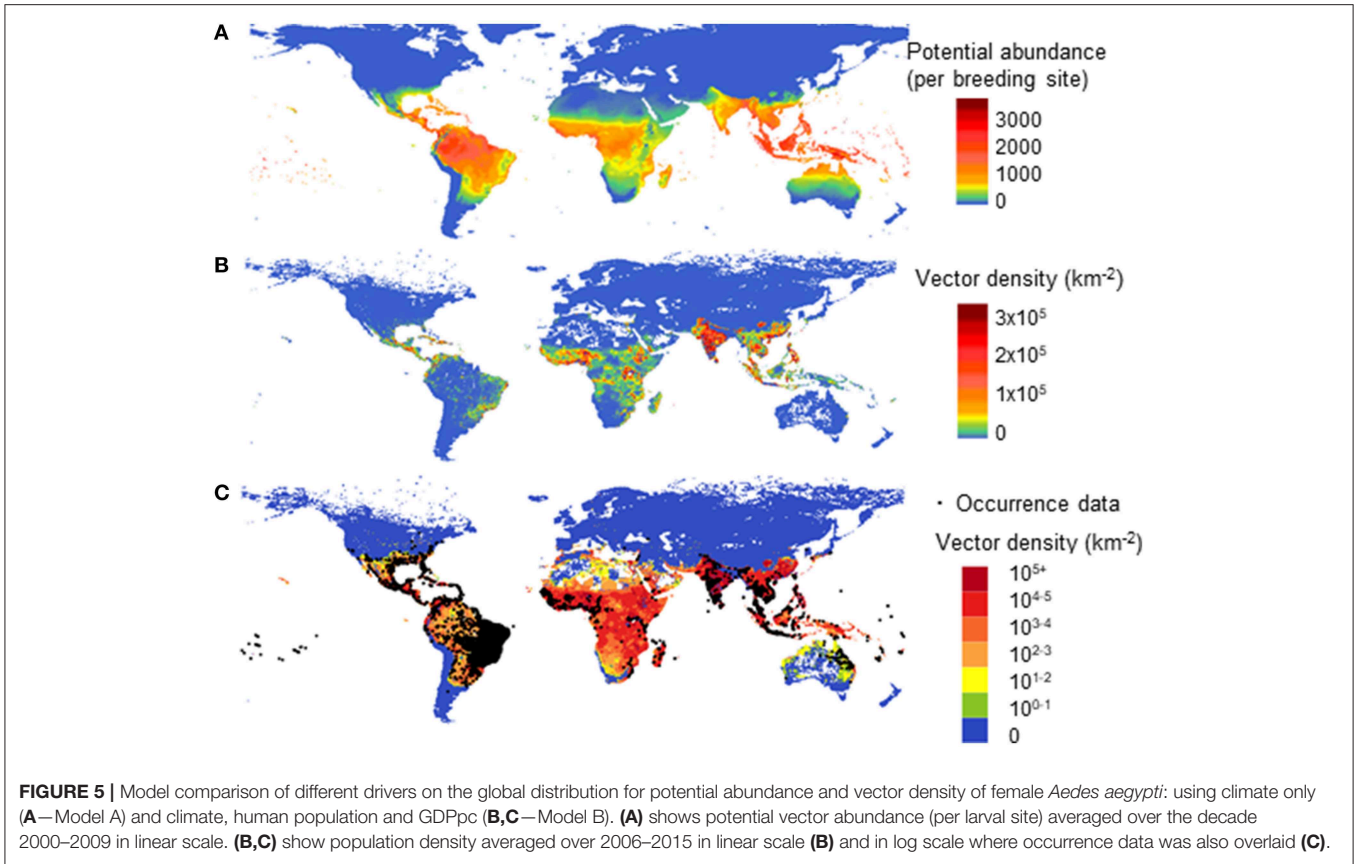 A
Potential abundance
(per breeding site)
3000
2000
1000
0
B
Vector density (km⁻²)
3x10⁵
2x10⁵
1x10⁵
0
C
· Occurrence data
Vector density (km⁻²)
10⁵⁺
10⁴⁻⁵
10³⁻⁴
10²⁻³
10¹⁻²
10⁰⁻¹
0
FIGURE 5 | Model comparison of different drivers on the global distribution for potential abundance and vector density of female Aedes aegypti: using climate only
(A—Model A) and climate, human population and GDPpc (B,C—Model B). (A) shows potential vector abundance (per larval site) averaged over the decade
2000–2009 in linear scale. (B,C) show population density averaged over 2006–2015 in linear scale (B) and in log scale where occurrence data was also overlaid (C).